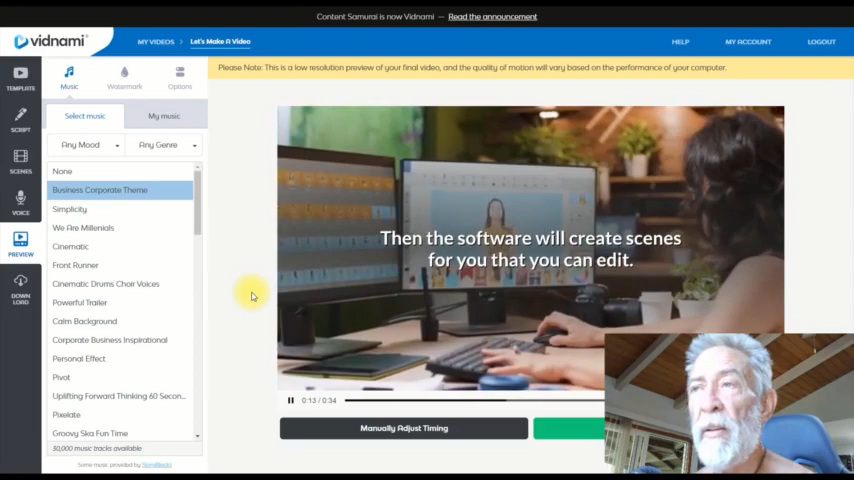 Content Samurai is now Vidnami — Read the announcement
vidnami
MY VIDEOS > Let's Make A Video
HELP
MY ACCOUNT
LOGOUT
Please Note: This is a low resolution preview of your final video, and the quality of motion will vary based on the performance of your computer.
TEMPLATE
SCRIPT
SCENES
VOICE
PREVIEW
DOWN
LOAD
Music
Watermark
Options
Select music
My music
Any Mood
Any Genre
None
Business Corporate Theme
Simplicity
We Are Millenials
Cinematic
Front Runner
Cinematic Drums Choir Voices
Powerful Trailer
Calm Background
Corporate Business Inspirational
Personal Effect
Pivot
Uplifting Forward Thinking 60 Secon...
Pixelate
Groovy Ska Fun Time
30,000 music tracks available
Some music provided by StoryBlocks
Then the software will create scenes
for you that you can edit.
0:13 / 0:34
Manually Adjust Timing